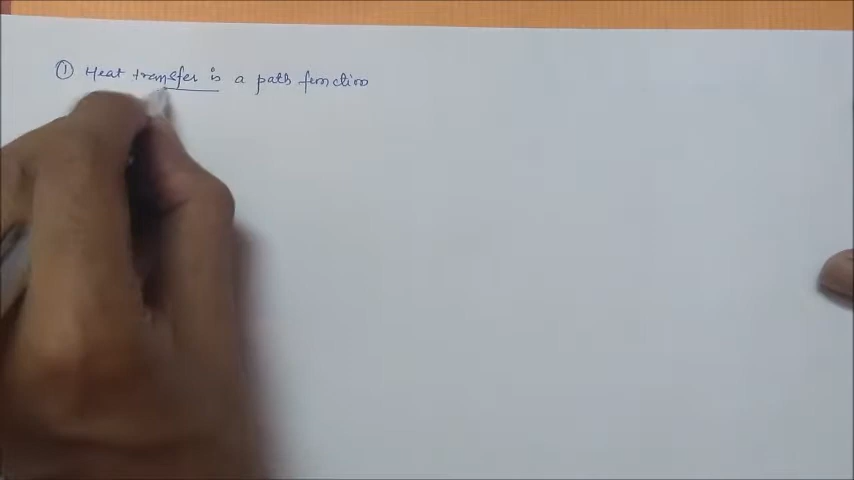 ① Heat transfer is a path function